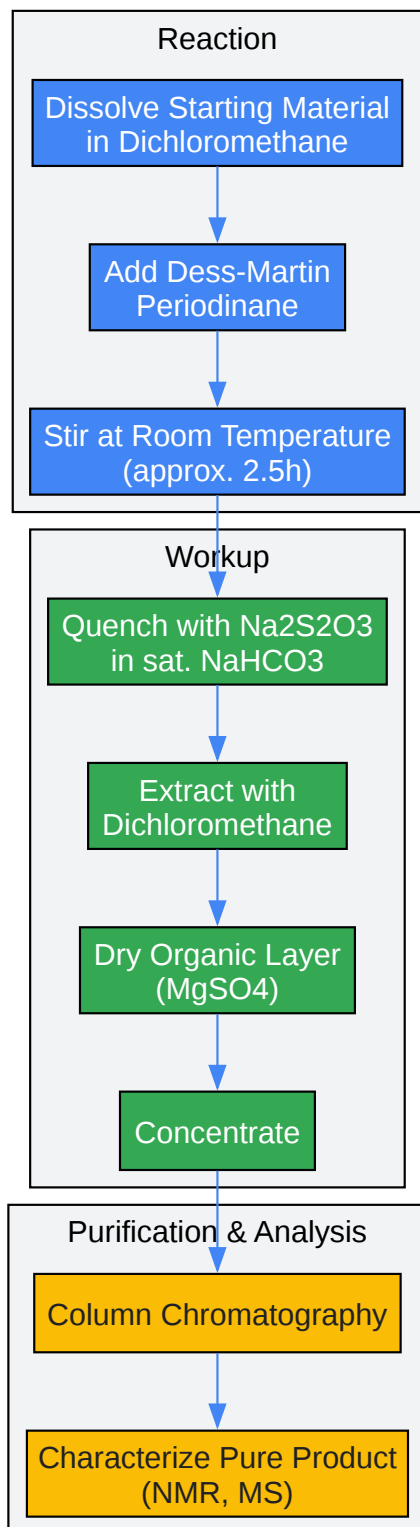 Reaction
Dissolve Starting Material
in Dichloromethane
Add Dess-Martin
Periodinane
Stir at Room Temperature
(approx. 2.5h)
Workup
Quench with Na2S2O3
in sat. NaHCO3
Extract with
Dichloromethane
Dry Organic Layer
(MgSO4)
Concentrate
Purification & Analysis
Column Chromatography
Characterize Pure Product
(NMR, MS)